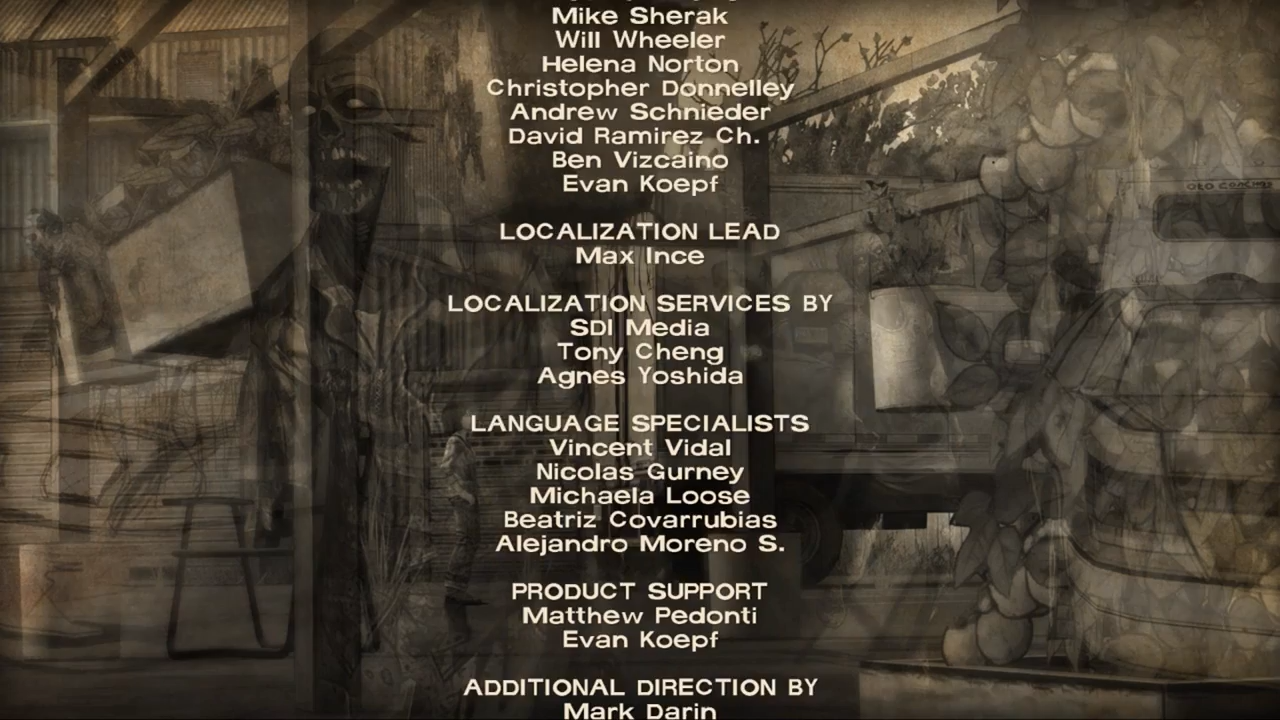 Mike Sherak
Will Wheeler
Helena Norton
Christopher Donnelley
Andrew Schnieder
David Ramirez Ch.
Ben Vizcaino
Evan Koepf
LOCALIZATION LEAD
Max Ince
LOCALIZATION SERVICES BY
SDI Media
Tony Cheng
Agnes Yoshida
LANGUAGE SPECIALISTS
Vincent Vidal
Nicolas Gurney
Michaela Loose
Beatriz Covarrubias
Alejandro Moreno S.
PRODUCT SUPPORT
Matthew Pedonti
Evan Koepf
ADDITIONAL DIRECTION BY
Mark Darin